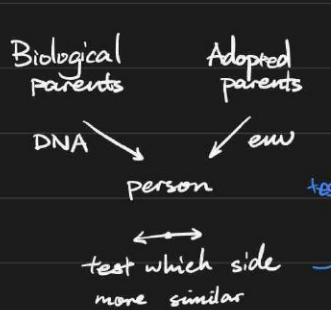 Biological parents
Adopted parents
DNA
env
person
test which side
more similar